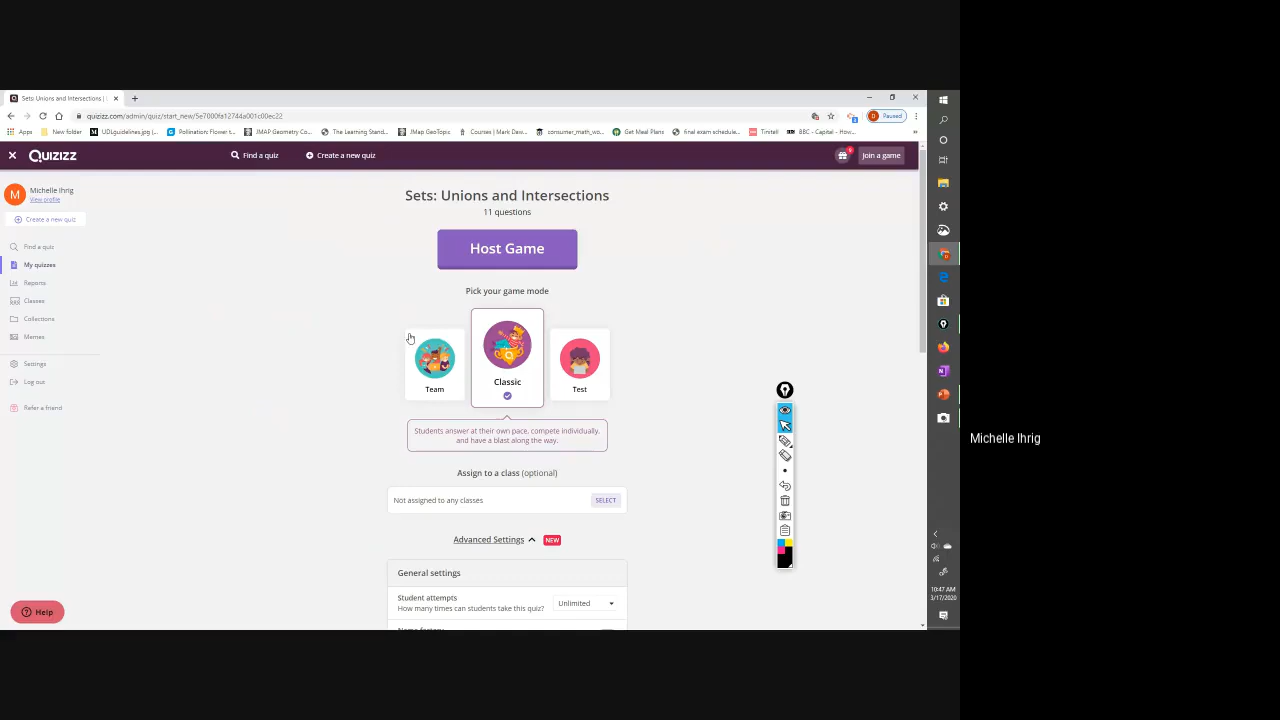 Sets: Unions and Intersections |
quizizz.com/admin/quiz/start_new/5e7000fa12744a001c00ec22
Paused
Apps
New folder
UDLguidelines.jpg (...
Pollination: Flower t...
JMAP Geometry Co...
The Learning Stand...
JMap GeoTopic
Courses | Mark Dwy...
consumer_math_wo...
Get Meal Plans
final exam schedule...
BBC - Capital - How...
QUIZIZZ
Find a quiz
Create a new quiz
Join a game
M
Michelle Ihrig
View profile
Create a new quiz
Find a quiz
My quizzes
Reports
Classes
Collections
Memes
Settings
Log out
Refer a friend
Help
Sets: Unions and Intersections
11 questions
Host Game
Pick your game mode
Team
Classic
Test
Students answer at their own pace, compete individually,
and have a blast along the way.
Assign to a class (optional)
Not assigned to any classes
SELECT
Advanced Settings
NEW
General settings
Student attempts
How many times can students take this quiz?
Unlimited
10:47 AM
3/17/2020
Michelle Ihrig